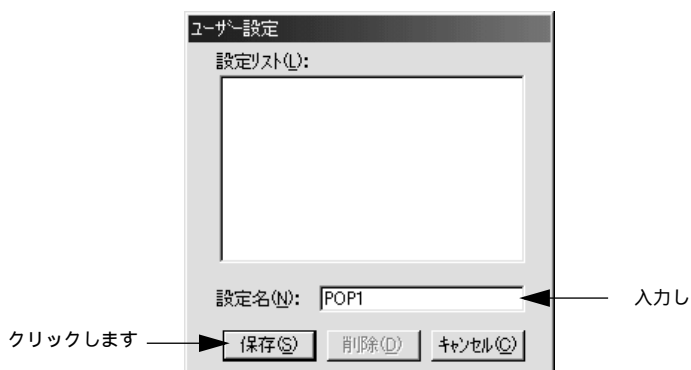 ユーザー設定
設定リスト(L):
設定名(N): POP1
入力し
クリックします
保存(S) 削除(D) キャンセル(C)